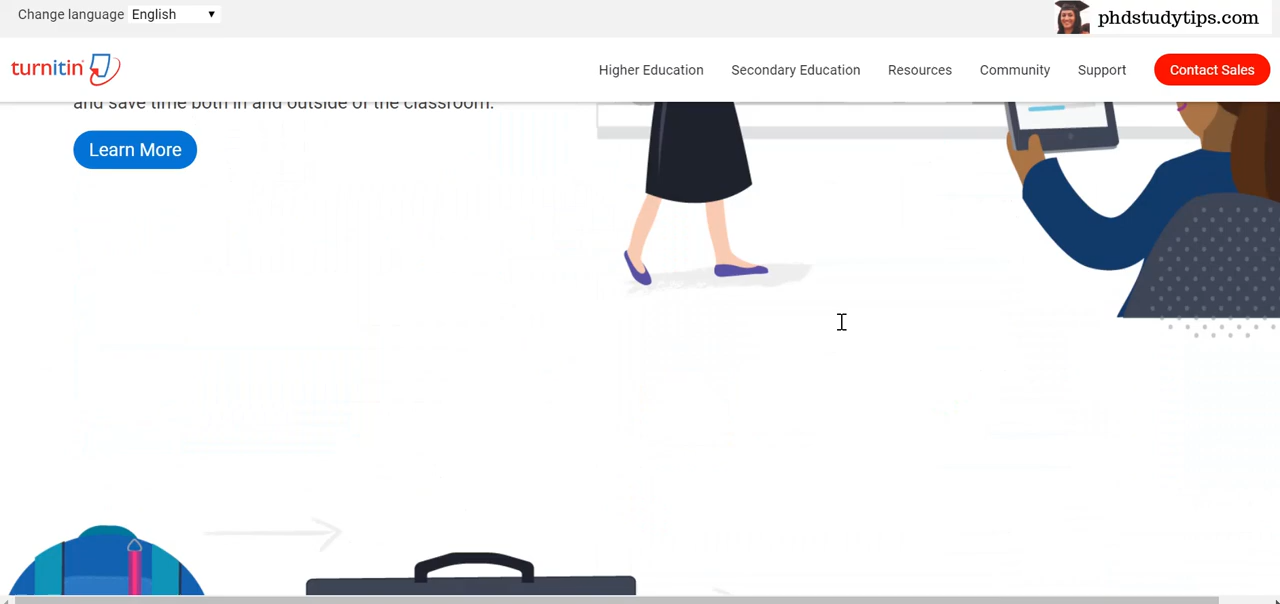 Change language English
phdstudytips.com
turnitin
Higher Education Secondary Education Resources Community Support Contact Sales
and save time both in and outside of the classroom.
Learn More